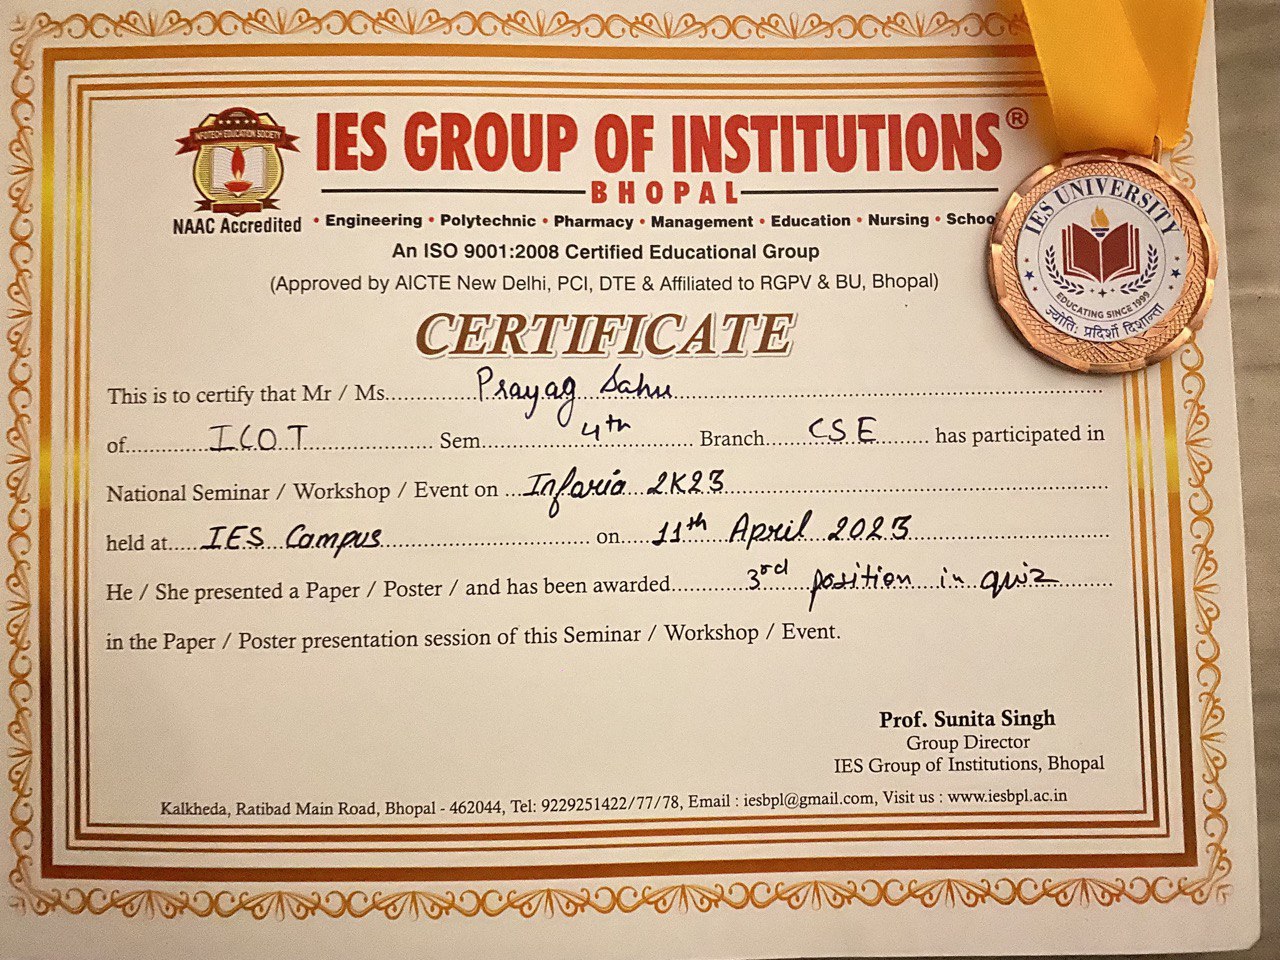 INFOTECH EDUCATION SOCIETY
NAAC Accredited
IES GROUP OF INSTITUTIONS®
BHOPAL
• Engineering • Polytechnic • Pharmacy • Management • Education • Nursing • Schoo
An ISO 9001:2008 Certified Educational Group
(Approved by AICTE New Delhi, PCI, DTE & Affiliated to RGPV & BU, Bhopal)
IES UNIVERSITY
EDUCATING SINCE 1999
ज्योतिः प्रदिर्शो दिशान्ता
CERTIFICATE
This is to certify that Mr / Ms. Prayag Sahu
of ICOT Sem 4th Branch CSE has participated in
National Seminar / Workshop / Event on Inforia 2K23
held at IES Campus on 11th April 2023
He / She presented a Paper / Poster / and has been awarded 3rd position in quiz
in the Paper / Poster presentation session of this Seminar / Workshop / Event.
Prof. Sunita Singh
Group Director
IES Group of Institutions, Bhopal
Kalkheda, Ratibad Main Road, Bhopal - 462044, Tel: 9229251422/77/78, Email : iesbpl@gmail.com, Visit us : www.iesbpl.ac.in